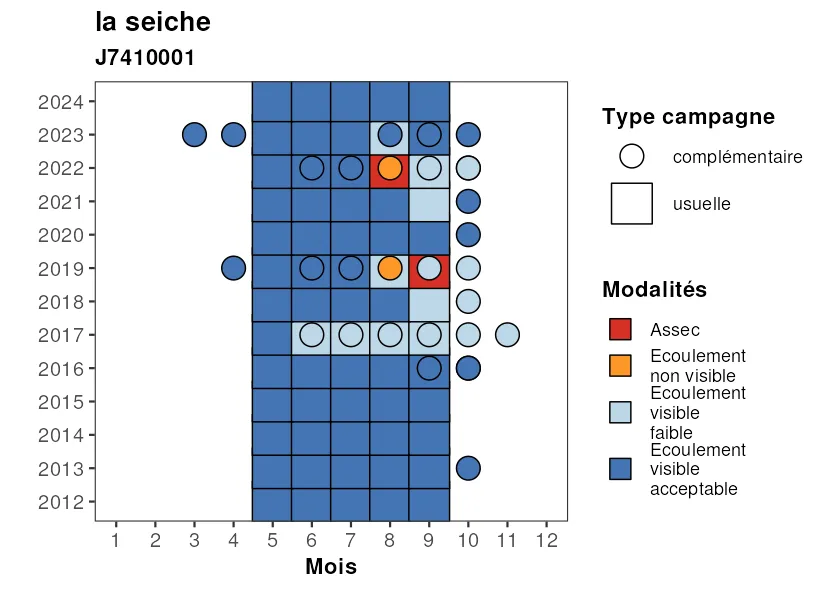 la seiche
J7410001
2024
2023
2022
2021
2020
2019
2018
2017
2016
2015
2014
2013
2012
1 2 3 4 5 6 7 8 9 10 11 12
Mois
Type campagne
complémentaire
usuelle
Modalités
Assec
Ecoulement
non visible
Ecoulement
visible
faible
Ecoulement
visible
acceptable